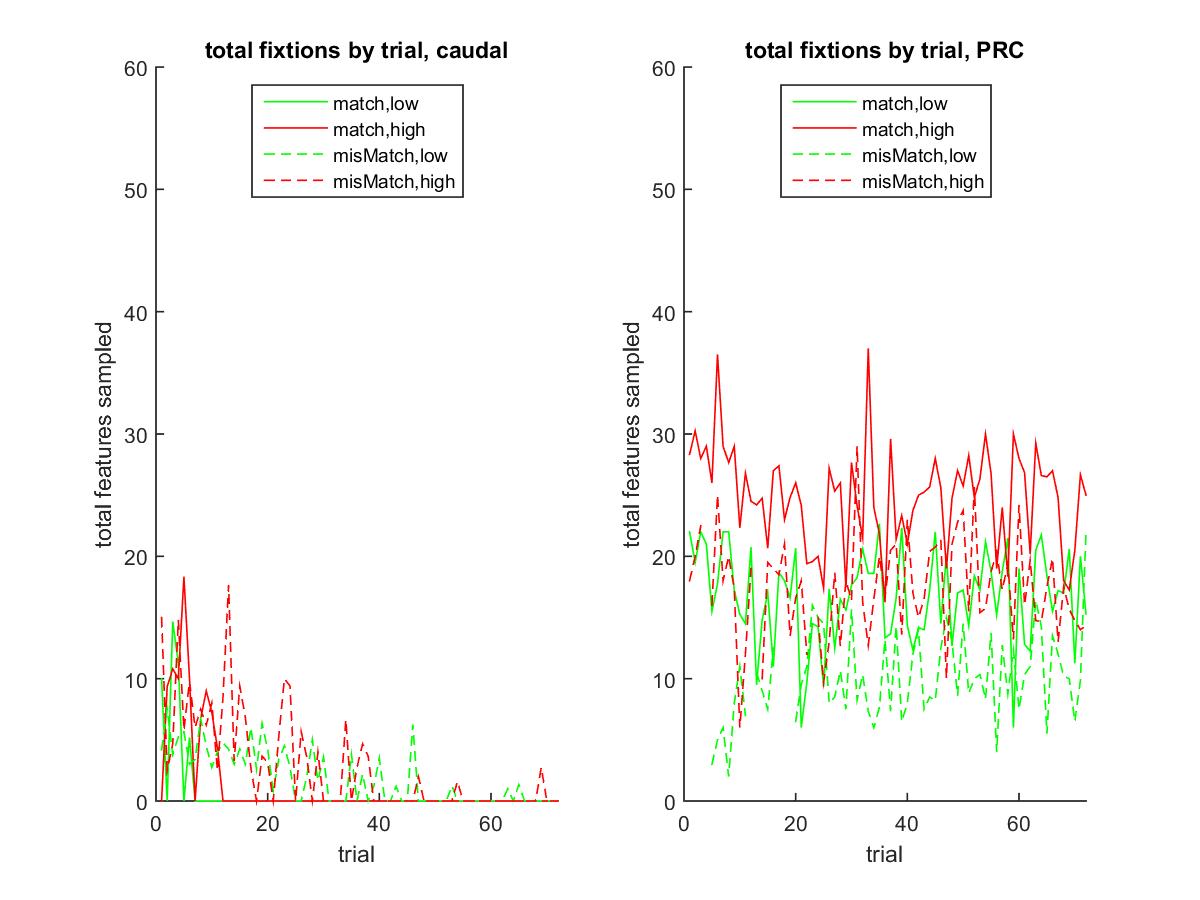 total fixtions by trial, caudal
60
50
40
30
20
10
0
total features sampled
match,low
match,high
misMatch,low
misMatch,high
0 20 40 60
trial
total fixtions by trial, PRC
60
50
40
30
20
10
0
total features sampled
match,low
match,high
misMatch,low
misMatch,high
0 20 40 60
trial